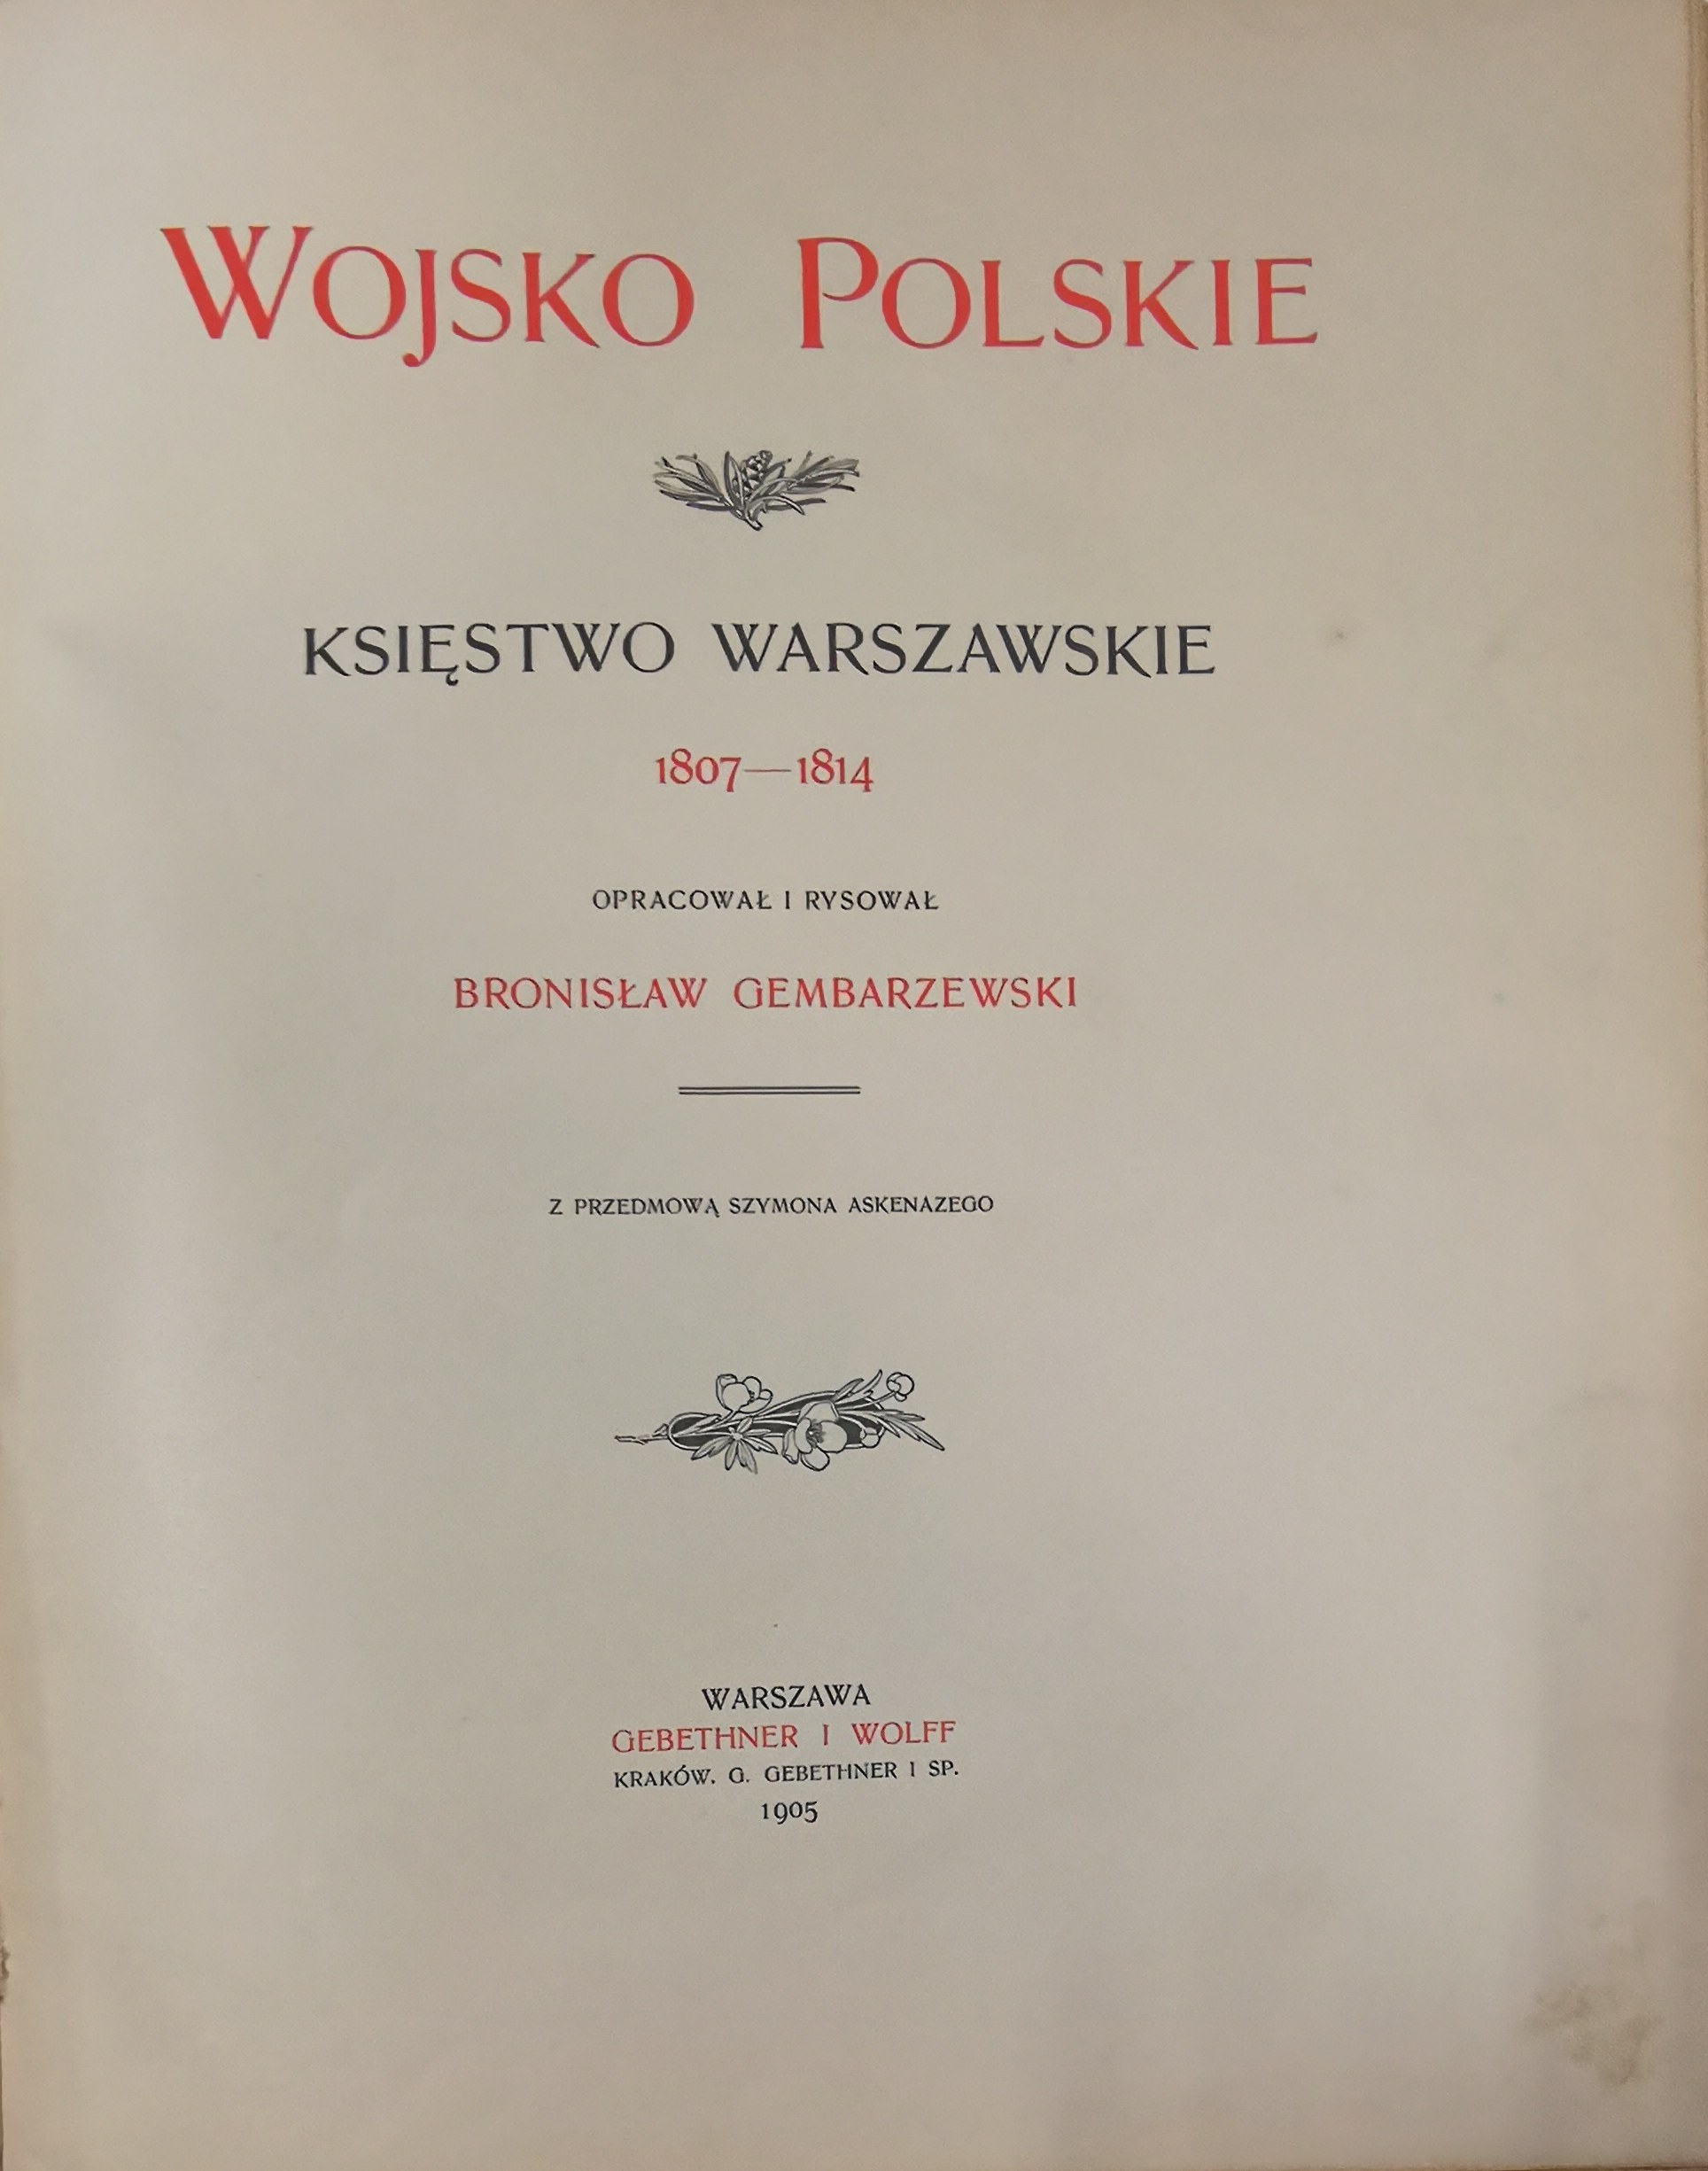 WOJSKO POLSKIE
KSIĘSTWO WARSZAWSKIE
1807—1814
OPRACOWAŁ I RYSOWAŁ
BRONISŁAW GEMBARZEWSKI
Z PRZEDMOWĄ SZYMONA ASKENAZEGO
WARSZAWA
GEBETHNER I WOLFF
KRAKÓW. G. GEBETHNER I SP.
1905